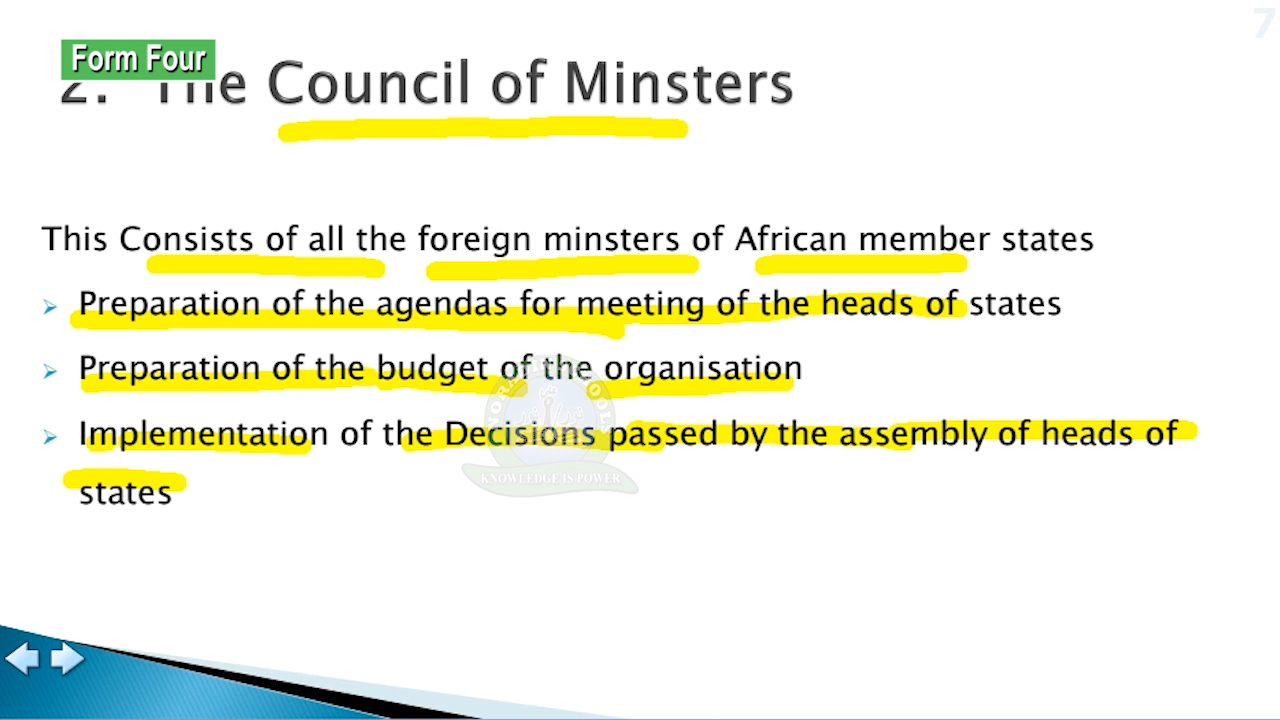 7
Form Four
2. The Council of Minsters
This Consists of all the foreign minsters of African member states
Preparation of the agendas for meeting of the heads of states
Preparation of the budget of the organisation
Implementation of the Decisions passed by the assembly of heads of
states
KNOWLEDGE IS POWER